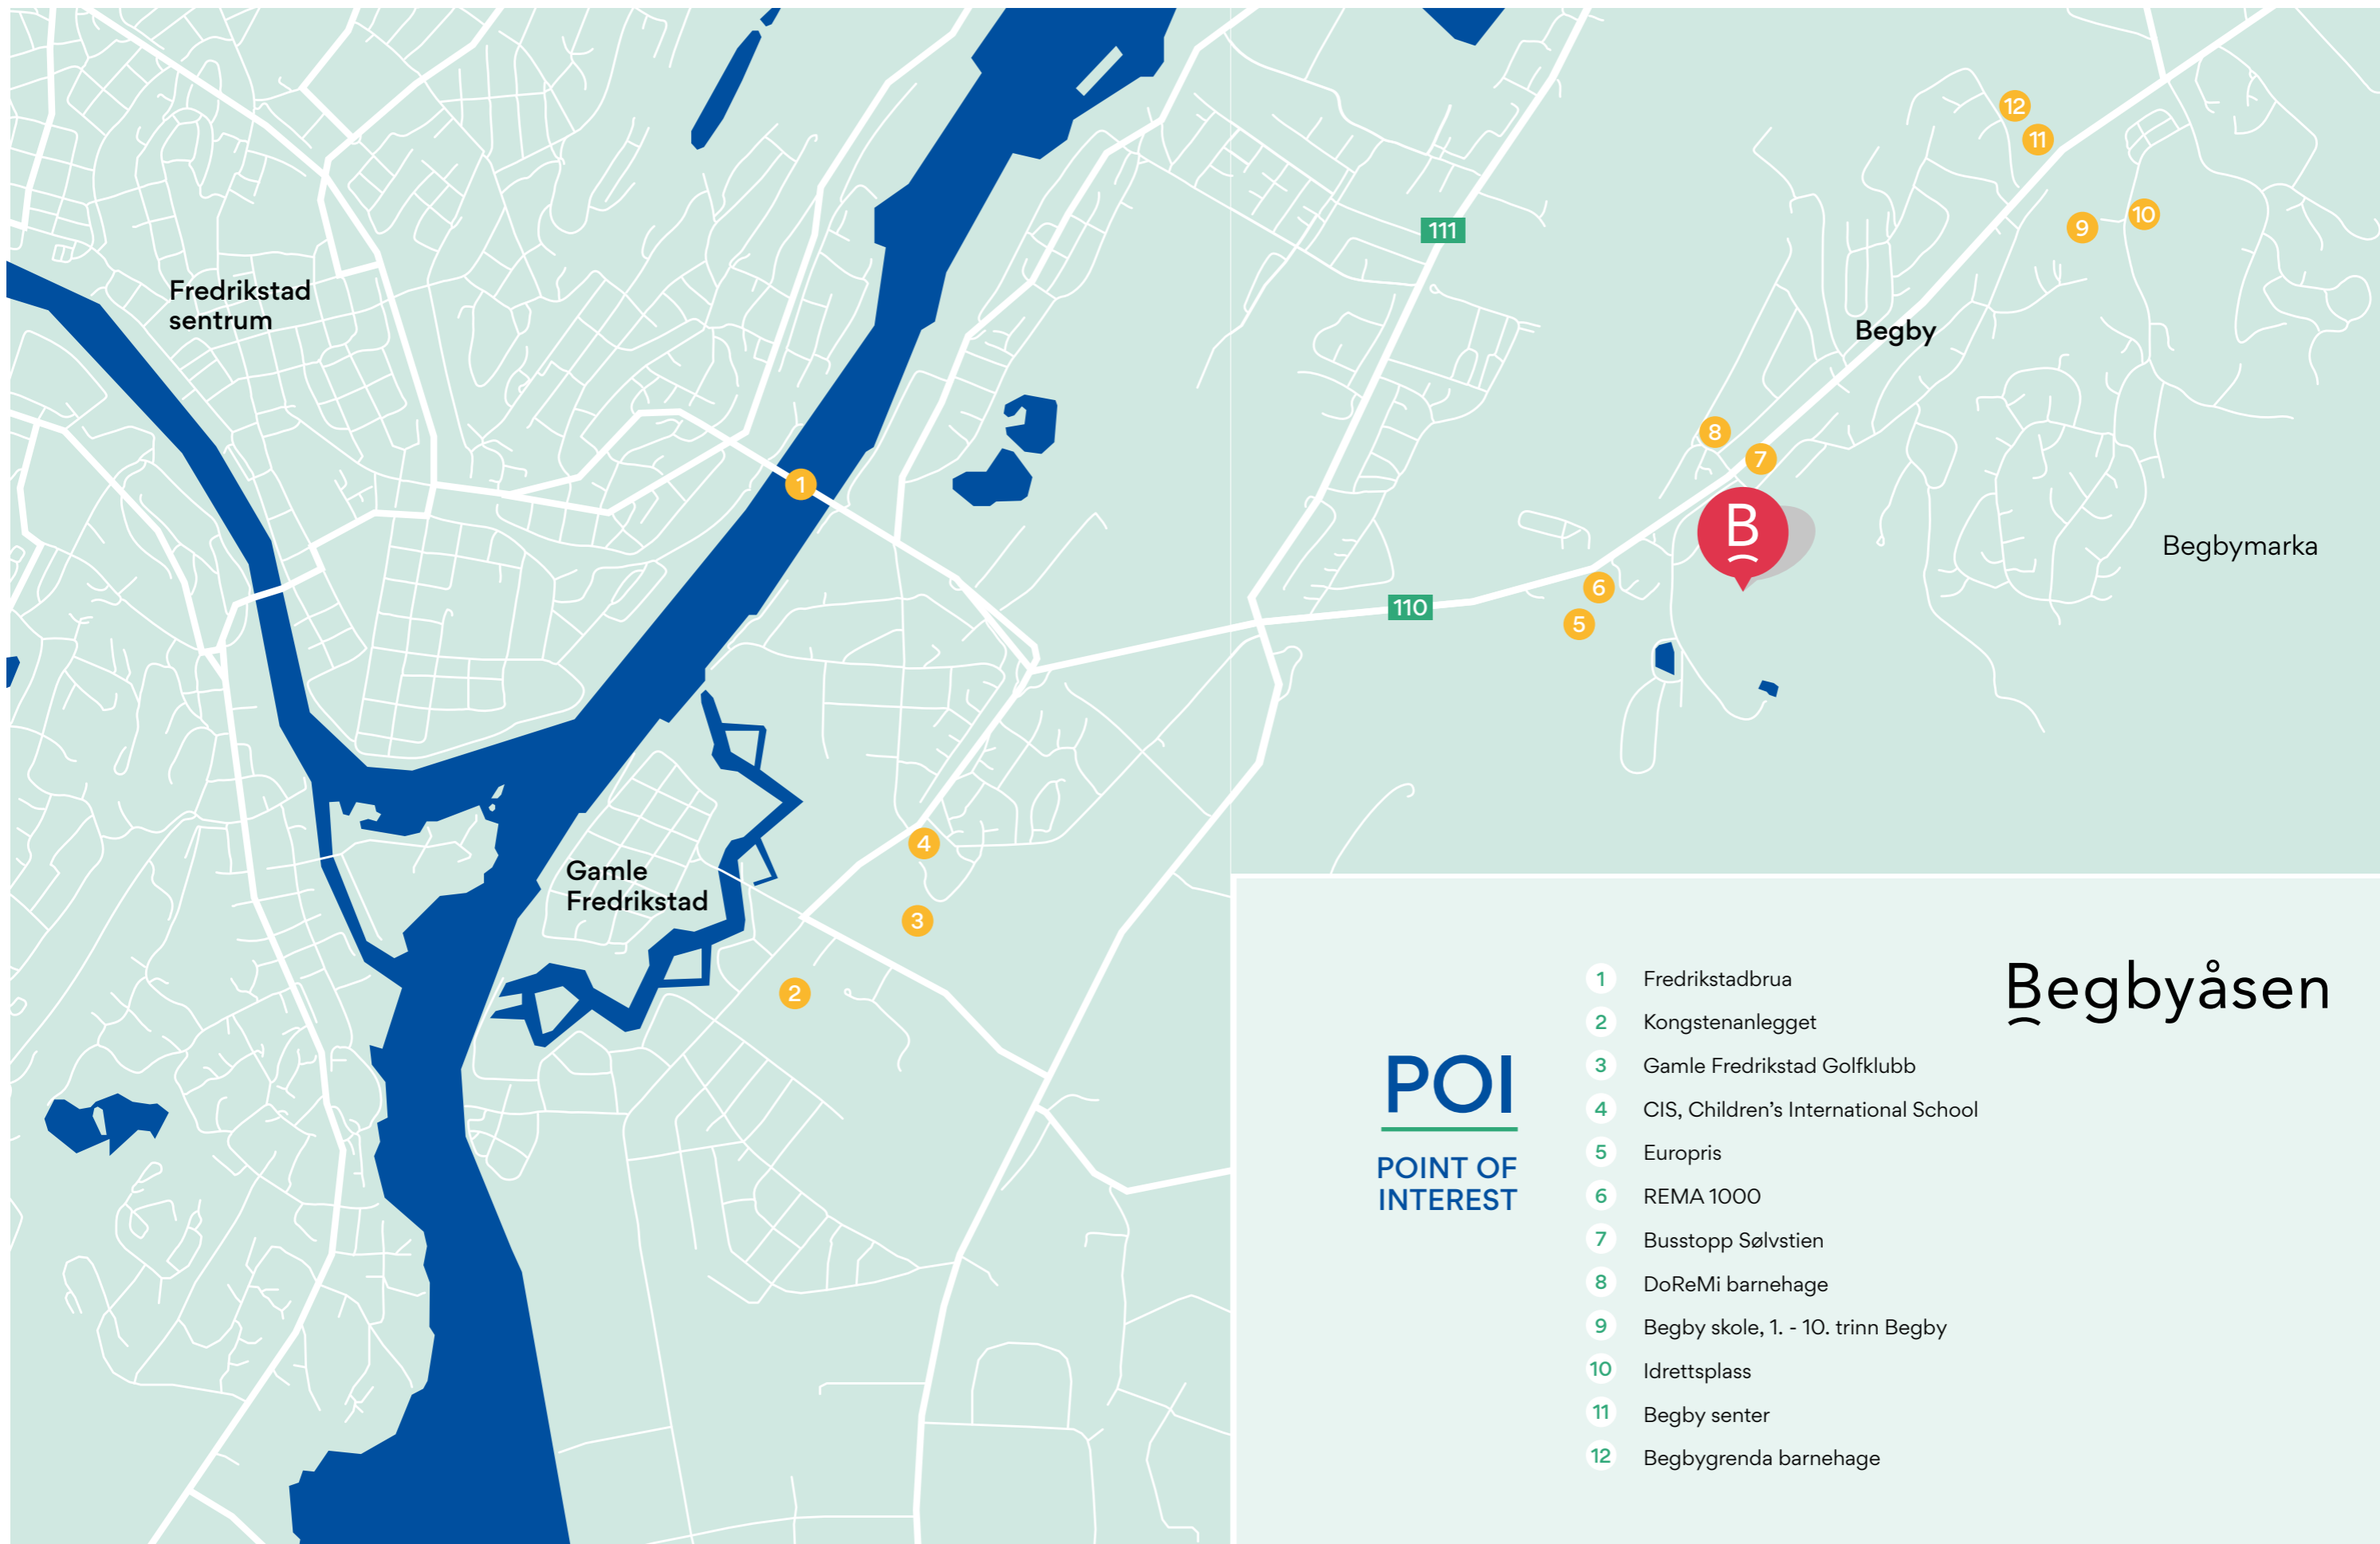 12
11
111
9
10
Fredrikstad
sentrum
Begby
8
7
1
B
Begbymarka
6
110
5
4
Gamle
Fredrikstad
3
2
Begbyåsen
POI
POINT OF
INTEREST
1 Fredrikstadbrua
2 Kongstenanlegget
3 Gamle Fredrikstad Golfklubb
4 CIS, Children’s International School
5 Europris
6 REMA 1000
7 Busstopp Sølvstien
8 DoReMi barnehage
9 Begby skole, 1. - 10. trinn Begby
10 Idrettsplass
11 Begby senter
12 Begbygrenda barnehage